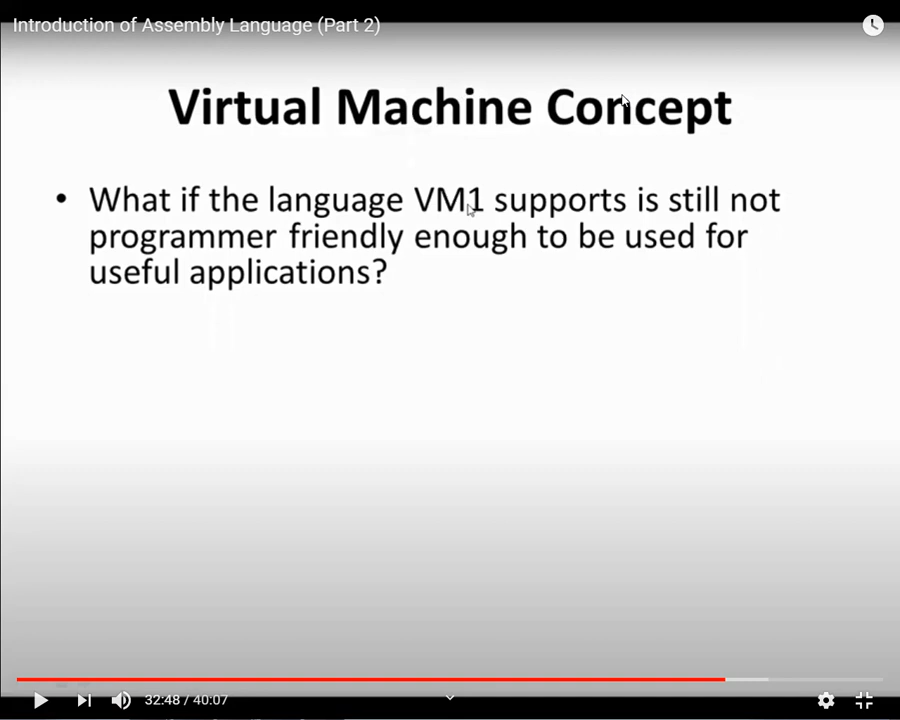 Introduction of Assembly Language (Part 2)
Virtual Machine Concept
• What if the language VM1 supports is still not
programmer friendly enough to be used for
useful applications?
32:48 / 40:07